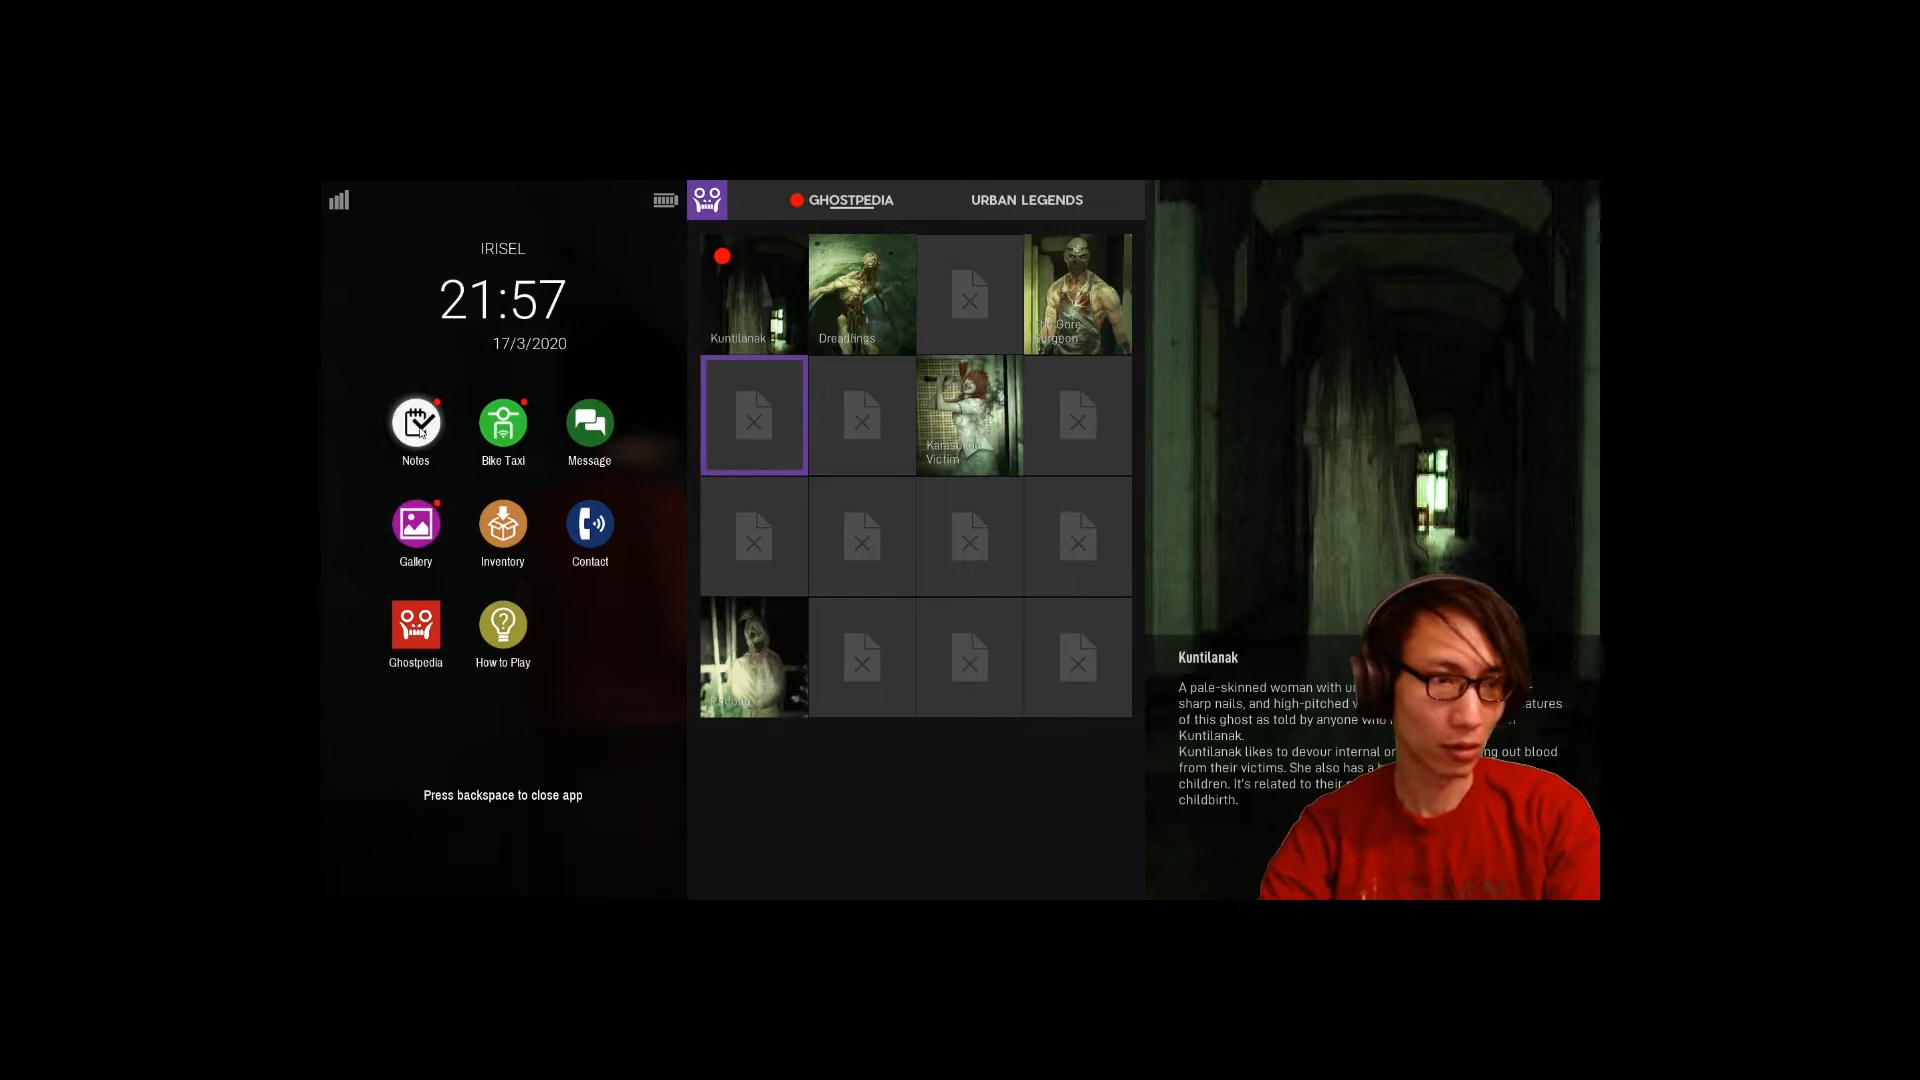 IRISEL
21:57
17/3/2020
Notes
Bike Taxi
Message
Gallery
Inventory
Contact
Ghostpedia
How to Play
Press backspace to close app
GHOSTPEDIA
URBAN LEGENDS
Kuntilanak
Dreadlings
Gore
Victim
Kuntilanak
A pale-skinned woman with
sharp nails, and high-pitched
of this ghost as told by anyone who
Kuntilanak.
Kuntilanak likes to devour internal out blood
from their victims. She also has a
children. It's related to their
childbirth.